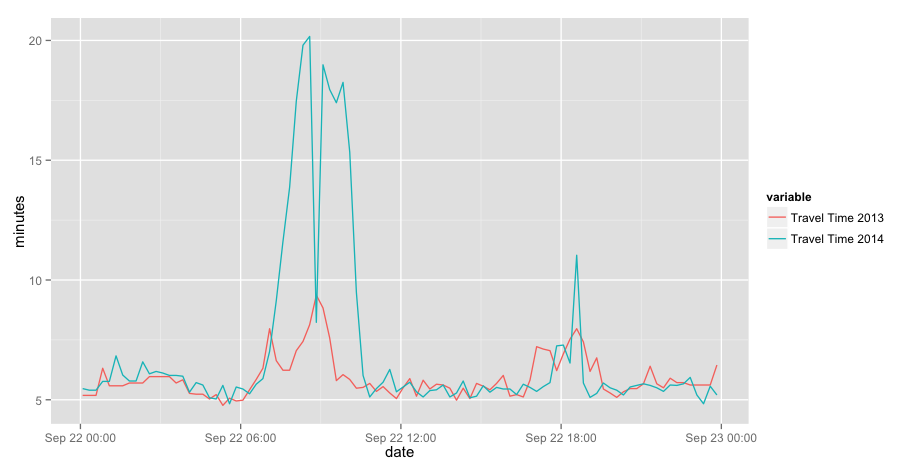 20
15
10
5
minutes
Sep 22 00:00
Sep 22 06:00
Sep 22 12:00
Sep 22 18:00
Sep 23 00:00
date
variable
Travel Time 2013
Travel Time 2014